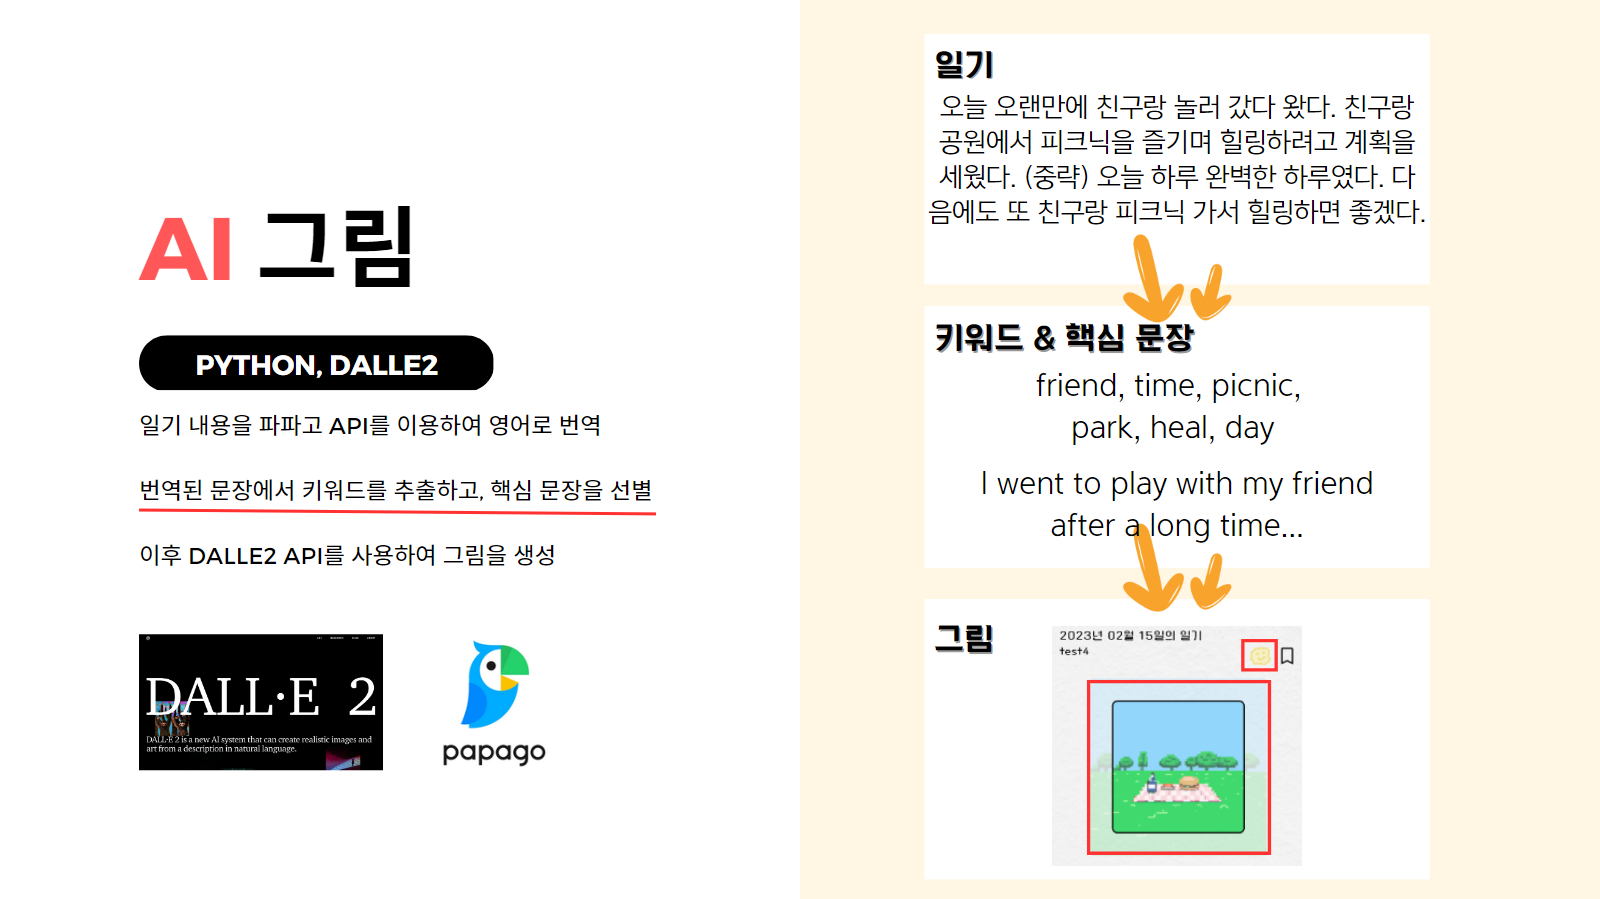 AI 그림
PYTHON, DALLE2
일기 내용을 파파고 API를 이용하여 영어로 번역
번역된 문장에서 키워드를 추출하고, 핵심 문장을 선별
이후 DALLE2 API를 사용하여 그림을 생성
DALL·E 2
DALL·E 2 is a new AI system that can create realistic images and
art from a description in natural language.
papago
일기
오늘 오랜만에 친구랑 놀러 갔다 왔다. 친구랑
공원에서 피크닉을 즐기며 힐링하려고 계획을
세웠다. (중략) 오늘 하루 완벽한 하루였다. 다
음에도 또 친구랑 피크닉 가서 힐링하면 좋겠다.
키워드 & 핵심 문장
friend, time, picnic,
park, heal, day
I went to play with my friend
after a long time...
그림
2023년 02월 15일의 일기
test4